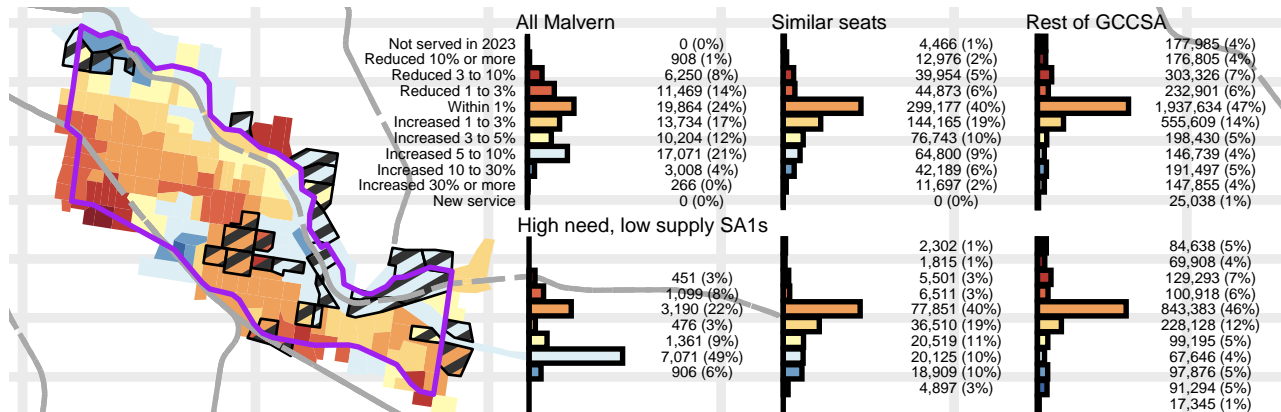 All Malvern Similar seats Rest of GCCSA
Not served in 2023 0 (0%) 4,466 (1%) 177,985 (4%)
Reduced 10% or more 908 (1%) 12,976 (2%) 176,805 (4%)
Reduced 3 to 10% 6,250 (8%) 39,954 (5%) 303,326 (7%)
Reduced 1 to 3% 11,469 (14%) 44,873 (6%) 232,901 (6%)
Within 1% 19,864 (24%) 299,177 (40%) 1,937,634 (47%)
Increased 1 to 3% 13,734 (17%) 144,165 (19%) 555,609 (14%)
Increased 3 to 5% 10,204 (12%) 76,743 (10%) 198,430 (5%)
Increased 5 to 10% 17,071 (21%) 64,800 (9%) 146,739 (4%)
Increased 10 to 30% 3,008 (4%) 42,189 (6%) 191,497 (5%)
Increased 30% or more 266 (0%) 11,697 (2%) 147,855 (4%)
New service 0 (0%) 0 (0%) 25,038 (1%)
High need, low supply SA1s
2,302 (1%) 84,638 (5%)
1,815 (1%) 69,908 (4%)
451 (3%) 5,501 (3%) 129,293 (7%)
1,099 (8%) 6,511 (3%) 100,918 (6%)
3,190 (22%) 77,851 (40%) 843,383 (46%)
476 (3%) 36,510 (19%) 228,128 (12%)
1,361 (9%) 20,519 (11%) 99,195 (5%)
7,071 (49%) 20,125 (10%) 67,646 (4%)
906 (6%) 18,909 (10%) 97,876 (5%)
4,897 (3%) 91,294 (5%)
17,345 (1%)